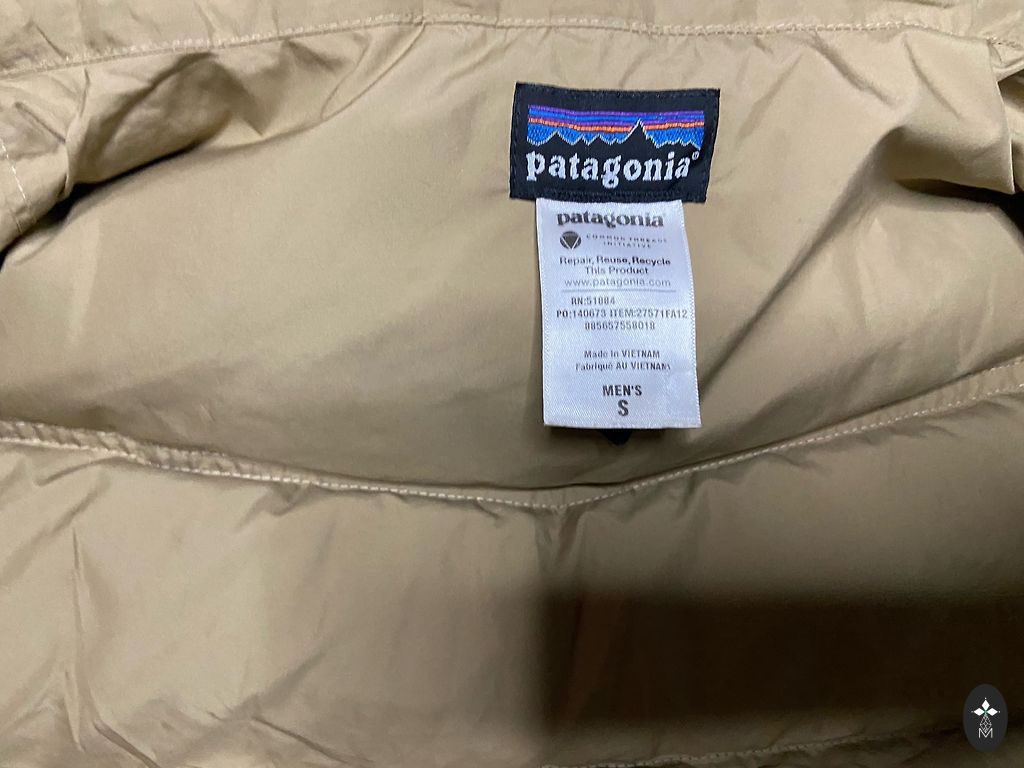 patagonia®
patagonia®
COMMON THREADS
INITIATIVE
Repair, Reuse, Recycle
This Product
www.patagonia.com
RN:51884
PO:140673 ITEM:27571FA12
885657558018
Made in VIETNAM
Fabriqué AU VIETNAM
MEN'S
S
M